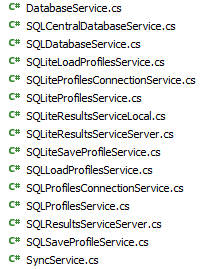 C# DatabaseService.cs
C# SQLCentralDatabaseService.cs
C# SQLDatabaseService.cs
C# SQLiteLoadProfilesService.cs
C# SQLiteProfilesConnectionService.cs
C# SQLiteProfilesService.cs
C# SQLiteResultsServiceLocal.cs
C# SQLiteResultsServiceServer.cs
C# SQLiteSaveProfileService.cs
C# SQLLoadProfilesService.cs
C# SQLProfilesConnectionService.cs
C# SQLProfilesService.cs
C# SQLResultsServiceServer.cs
C# SQLSaveProfileService.cs
C# SyncService.cs